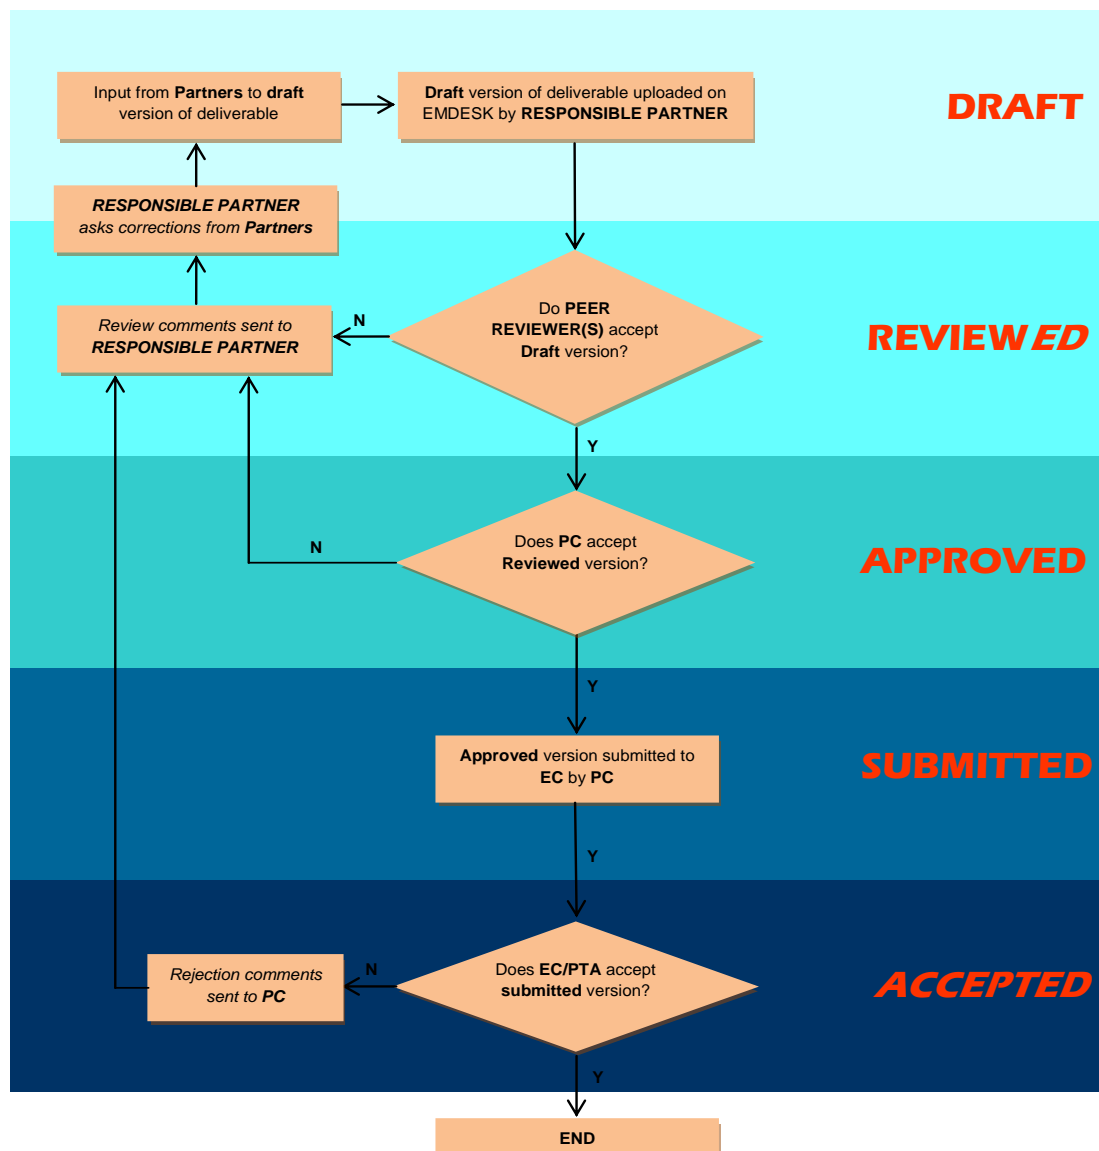 Input from Partners to draft
version of deliverable
Draft version of deliverable uploaded on
EMDESK by RESPONSIBLE PARTNER
DRAFT
RESPONSIBLE PARTNER
asks corrections from Partners
Review comments sent to
RESPONSIBLE PARTNER
N
Do PEER
REVIEWER(S) accept
Draft version?
REVIEWED
Y
N
Does PC accept
Reviewed version?
APPROVED
Y
Approved version submitted to
EC by PC
SUBMITTED
Y
Rejection comments
sent to PC
N
Does EC/PTA accept
submitted version?
ACCEPTED
Y
END